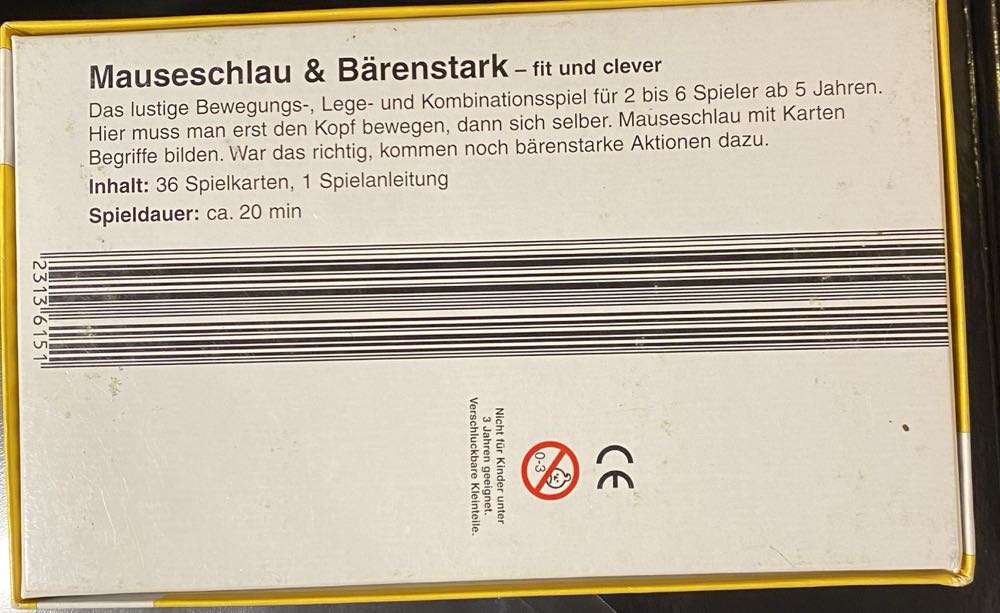 Mauseschlau & Bärenstark – fit und clever
Das lustige Bewegungs-, Lege- und Kombinationsspiel für 2 bis 6 Spieler ab 5 Jahren.
Hier muss man erst den Kopf bewegen, dann sich selber. Mauseschlau mit Karten
Begriffe bilden. War das richtig, kommen noch bärenstarke Aktionen dazu.
Inhalt: 36 Spielkarten, 1 Spielanleitung
Spieldauer: ca. 20 min
2313 6151
Nicht für Kinder unter
3 Jahren geeignet.
Verschluckbare Kleinteile.
0-3
CE